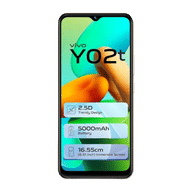 vivo
Y02t
2.5D
Trendy Design
5000mAh
Battery
16.55cm